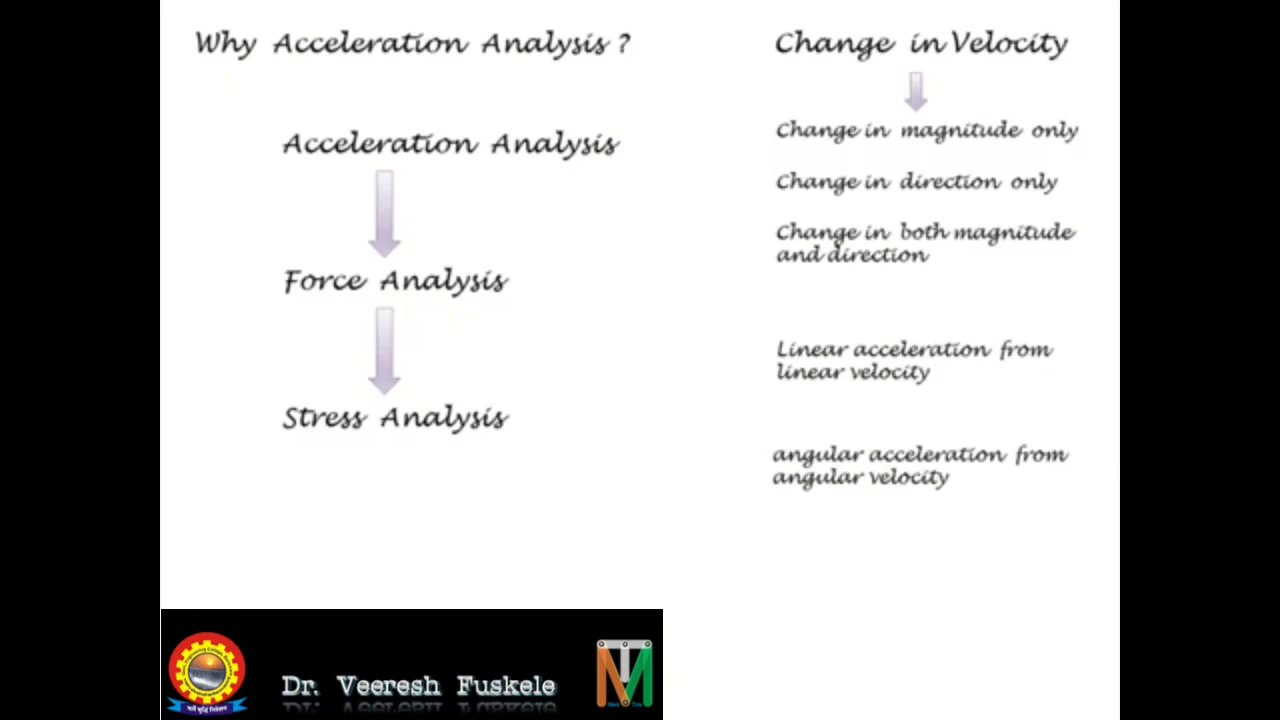 Why Acceleration Analysis ?
Acceleration Analysis
Force Analysis
Stress Analysis
Change in Velocity
Change in magnitude only
Change in direction only
Change in both magnitude
and direction
Linear acceleration from
linear velocity
angular acceleration from
angular velocity
Dr. Veeresh Fuskele